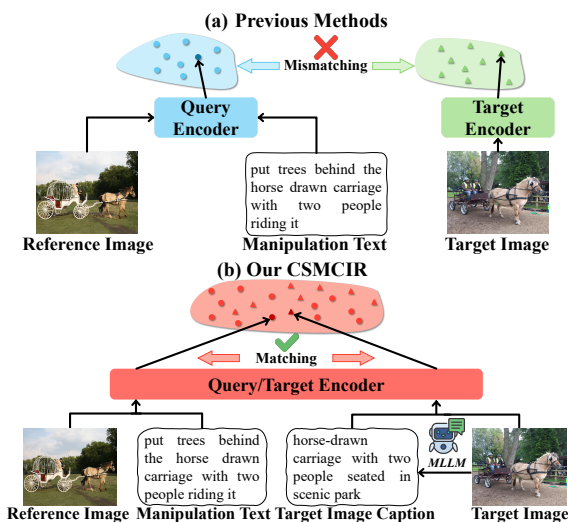 (a) Previous Methods
Mismatching
Query
Encoder
Target
Encoder
put trees behind the
horse drawn carriage
with two people
riding it
Reference Image
Manipulation Text
Target Image
(b) Our CSMCIR
Matching
Query/Target Encoder
put trees behind
the horse drawn
carriage with two
people riding it
horse-drawn
carriage with two
people seated in
scenic park
MLLM
Reference Image
Manipulation Text
Target Image Caption
Target Image